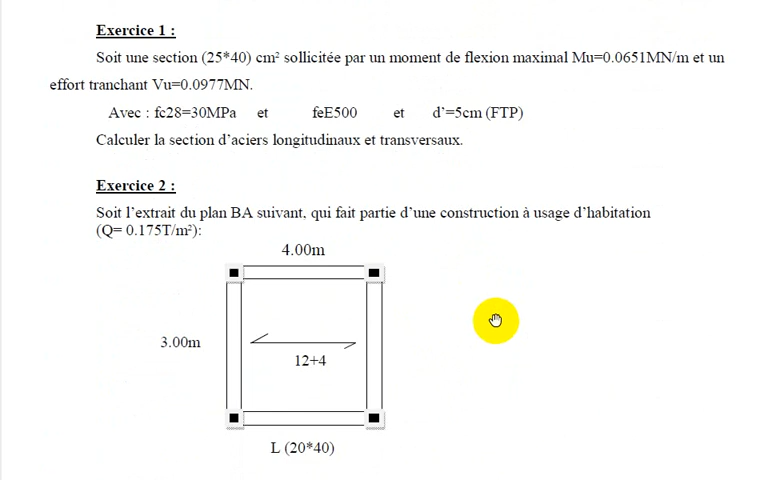 Exercice 1 :
Soit une section (25*40) cm² sollicitée par un moment de flexion maximal Mu=0.0651MN/m et un
effort tranchant Vu=0.0977MN.
Avec : fc28=30MPa et feE500 et d’=5cm (FTP)
Calculer la section d’aciers longitudinaux et transversaux.
Exercice 2 :
Soit l’extrait du plan BA suivant, qui fait partie d’une construction à usage d’habitation
(Q= 0.175T/m²):
4.00m
3.00m
12+4
L (20*40)